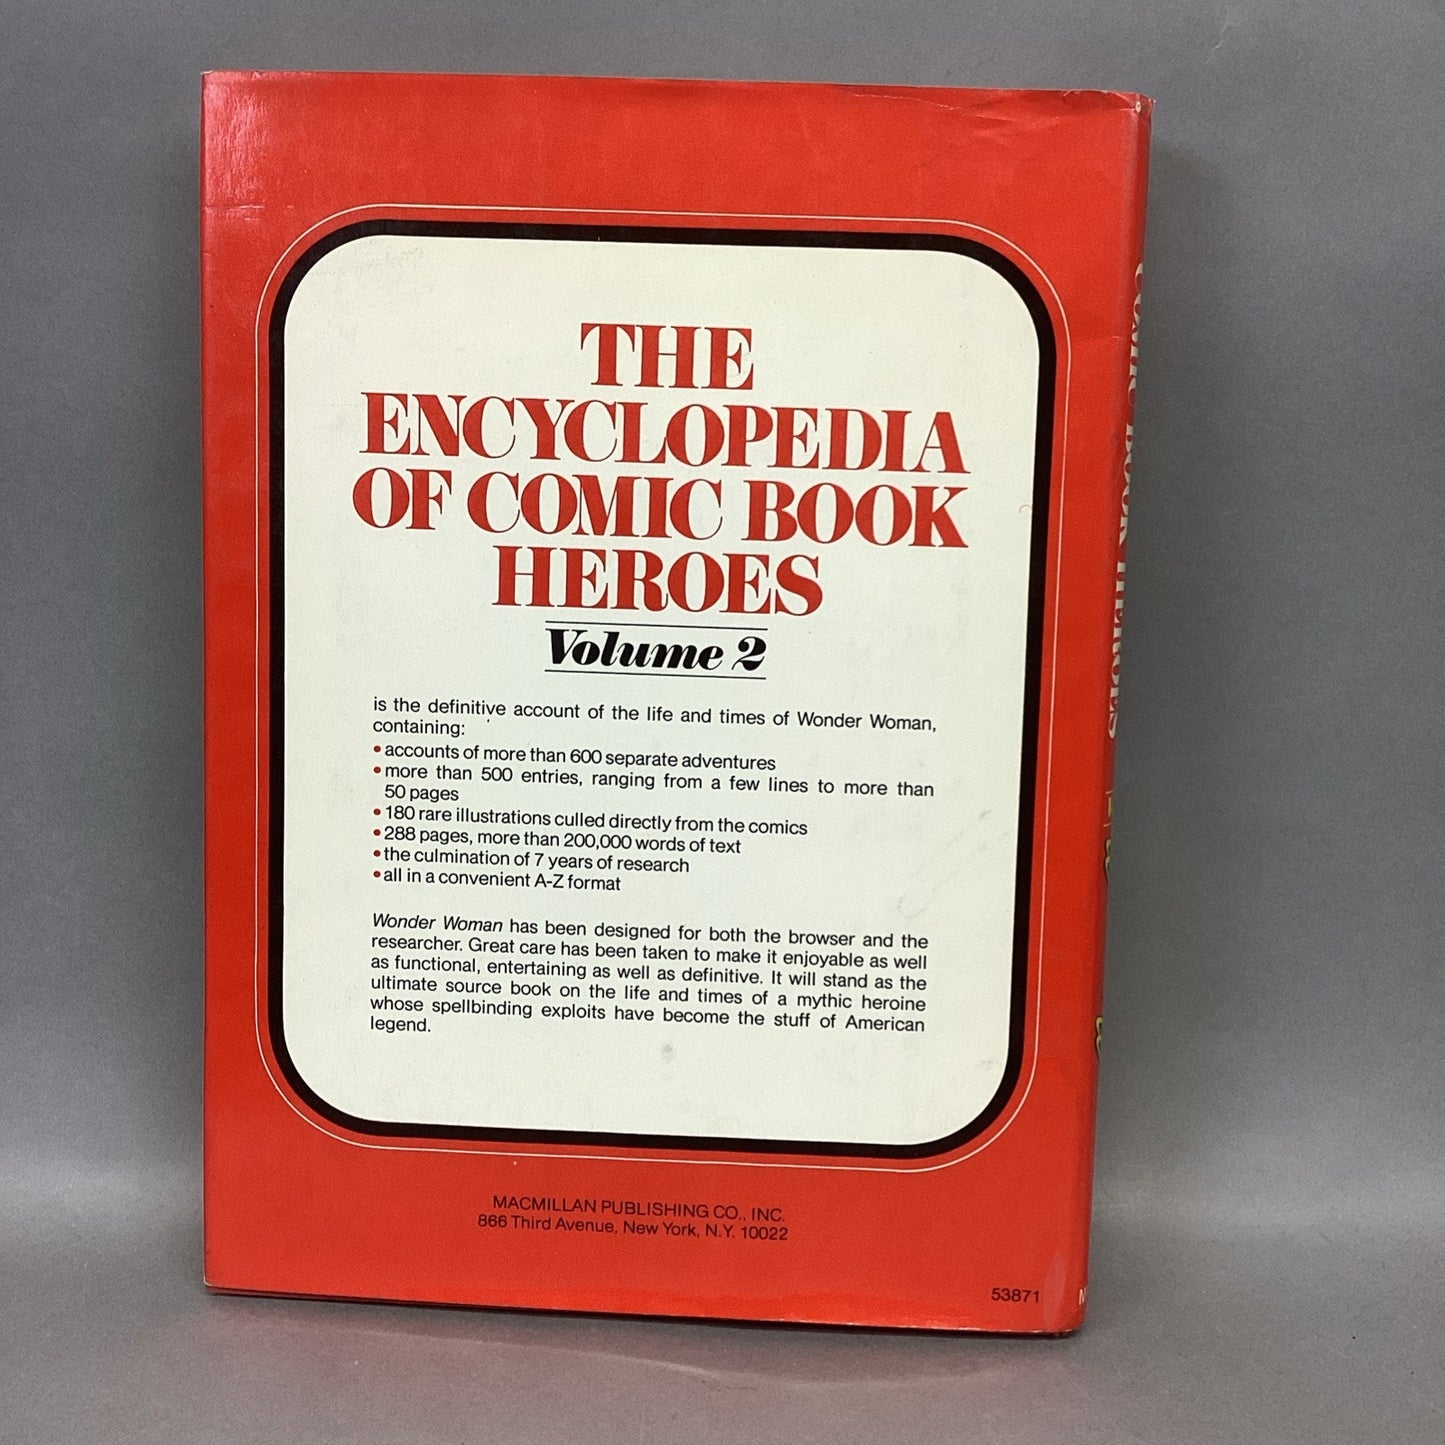 THE
ENCYCLOPEDIA
OF COMIC BOOK
HEROES
Volume 2
is the definitive account of the life and times of Wonder Woman,
containing:
• accounts of more than 600 separate adventures
• more than 500 entries, ranging from a few lines to more than
50 pages
• 180 rare illustrations culled directly from the comics
• 288 pages, more than 200,000 words of text
• the culmination of 7 years of research
• all in a convenient A-Z format
Wonder Woman has been designed for both the browser and the
researcher. Great care has been taken to make it enjoyable as well
as functional, entertaining as well as definitive. It will stand as the
ultimate source book on the life and times of a mythic heroine
whose spellbinding exploits have become the stuff of American
legend.
MACMILLAN PUBLISHING CO., INC.
866 Third Avenue, New York, N.Y. 10022
53871
COMIC BOOK HEROES